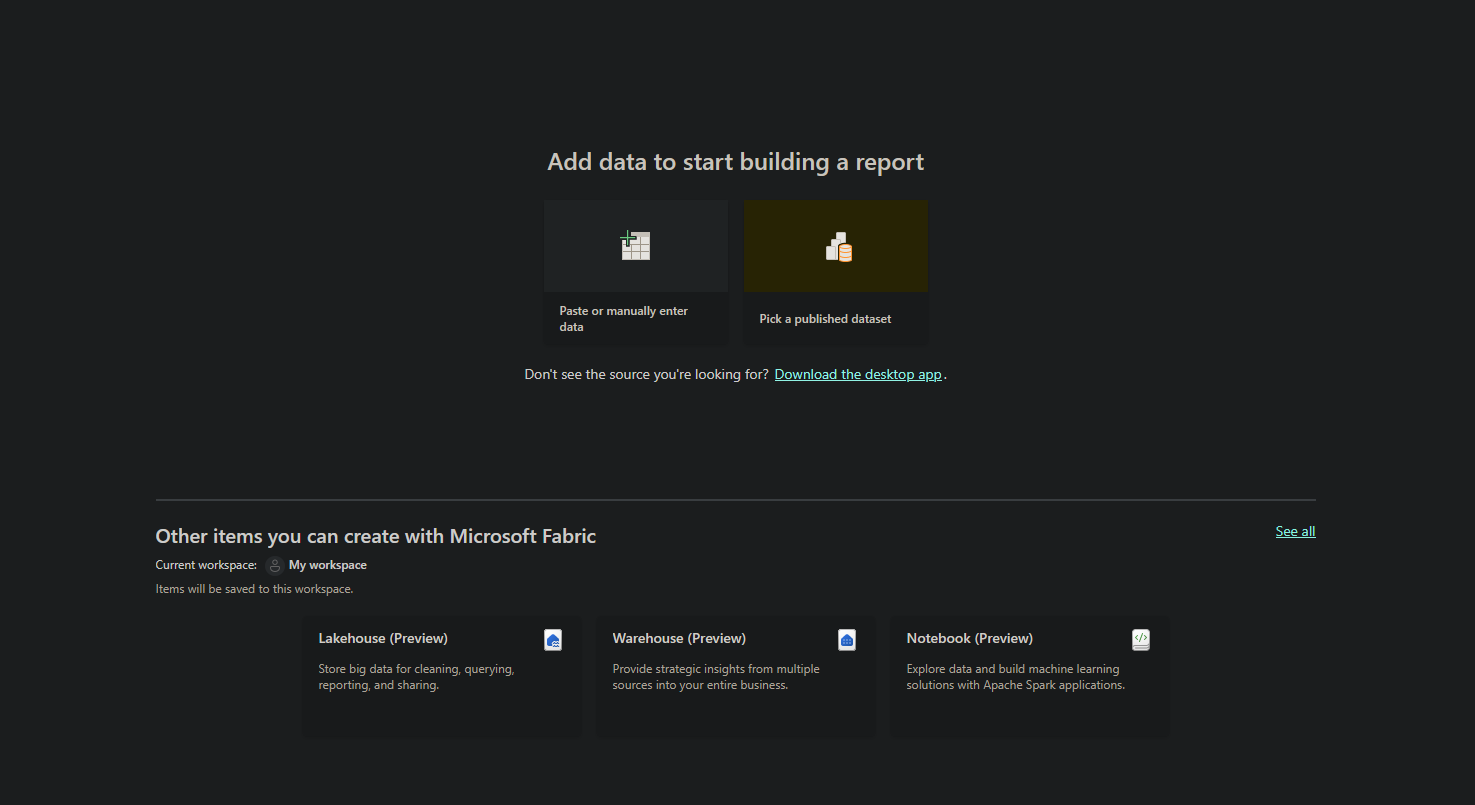 Add data to start building a report
Paste or manually enter
data
Pick a published dataset
Don't see the source you're looking for? Download the desktop app.
Other items you can create with Microsoft Fabric
See all
Current workspace: My workspace
Items will be saved to this workspace.
Lakehouse (Preview)
Store big data for cleaning, querying,
reporting, and sharing.
Warehouse (Preview)
Provide strategic insights from multiple
sources into your entire business.
Notebook (Preview)
Explore data and build machine learning
solutions with Apache Spark applications.